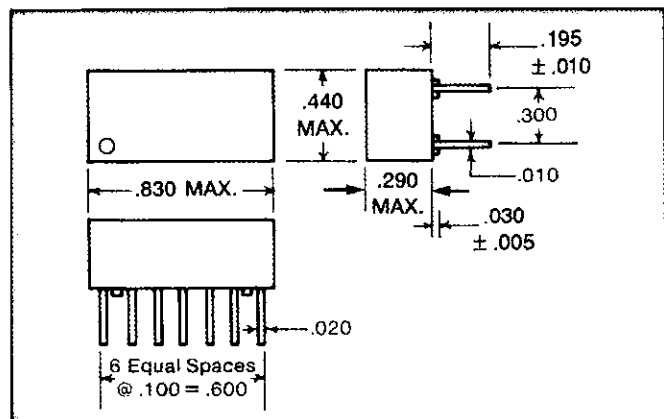 .195
± .010
.440
MAX.
.300
.830 MAX.
.290
MAX.
.010
.030
± .005
.020
6 Equal Spaces
@ .100 = .600